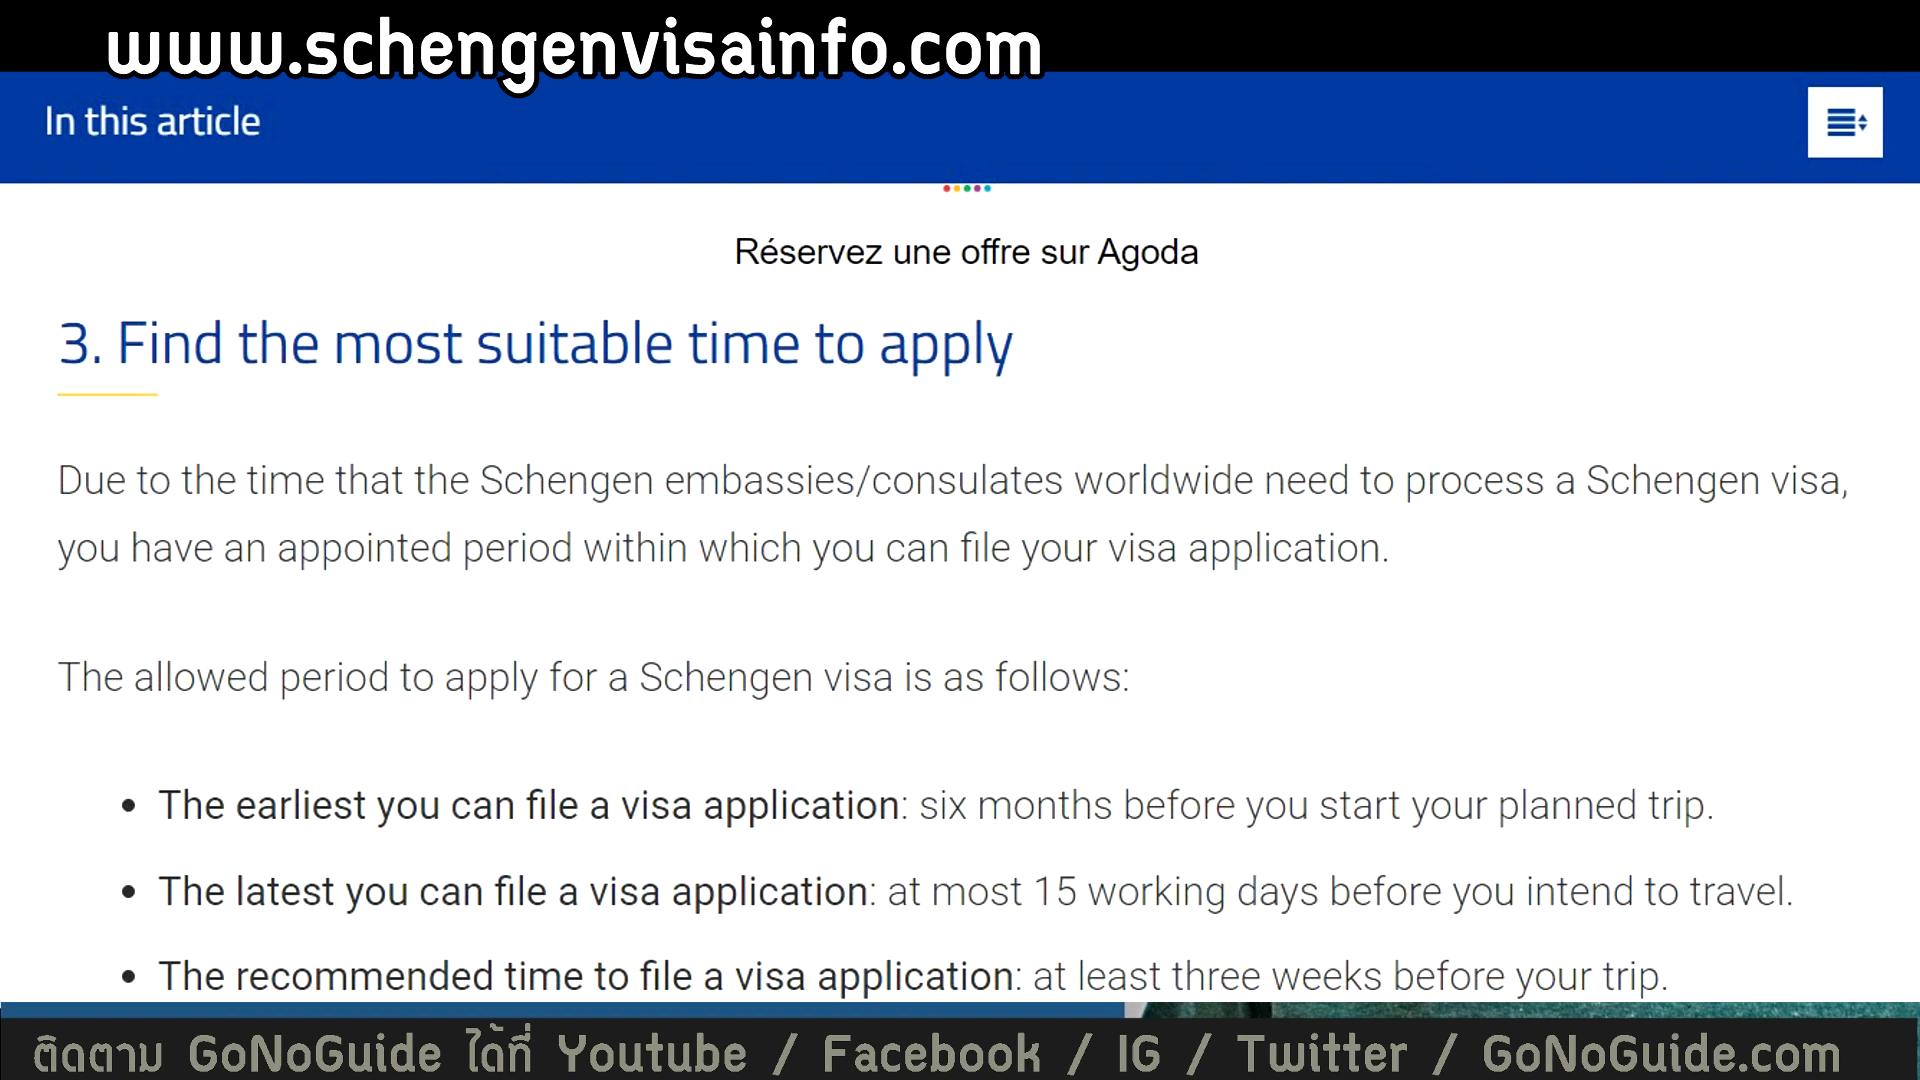 www.schengenvisainfo.com
In this article
Réservez une offre sur Agoda
3. Find the most suitable time to apply
Due to the time that the Schengen embassies/consulates worldwide need to process a Schengen visa,
you have an appointed period within which you can file your visa application.
The allowed period to apply for a Schengen visa is as follows:
• The earliest you can file a visa application: six months before you start your planned trip.
• The latest you can file a visa application: at most 15 working days before you intend to travel.
• The recommended time to file a visa application: at least three weeks before your trip.
ติดตาม GoNoGuide ได้ที่ Youtube / Facebook / IG / Twitter / GoNoGuide.com